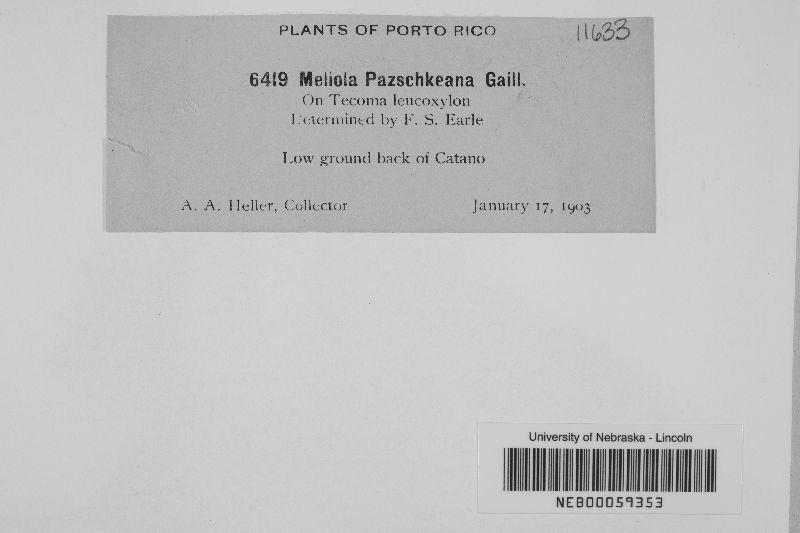 PLANTS OF PORTO RICO
11633
6419 Meliola Pazschkeana Gaill.
On Tecoma leucoxylon
Determined by F. S. Earle
Low ground back of Catano
A. A. Heller, Collector January 17, 1903
University of Nebraska - Lincoln
NEB00059353